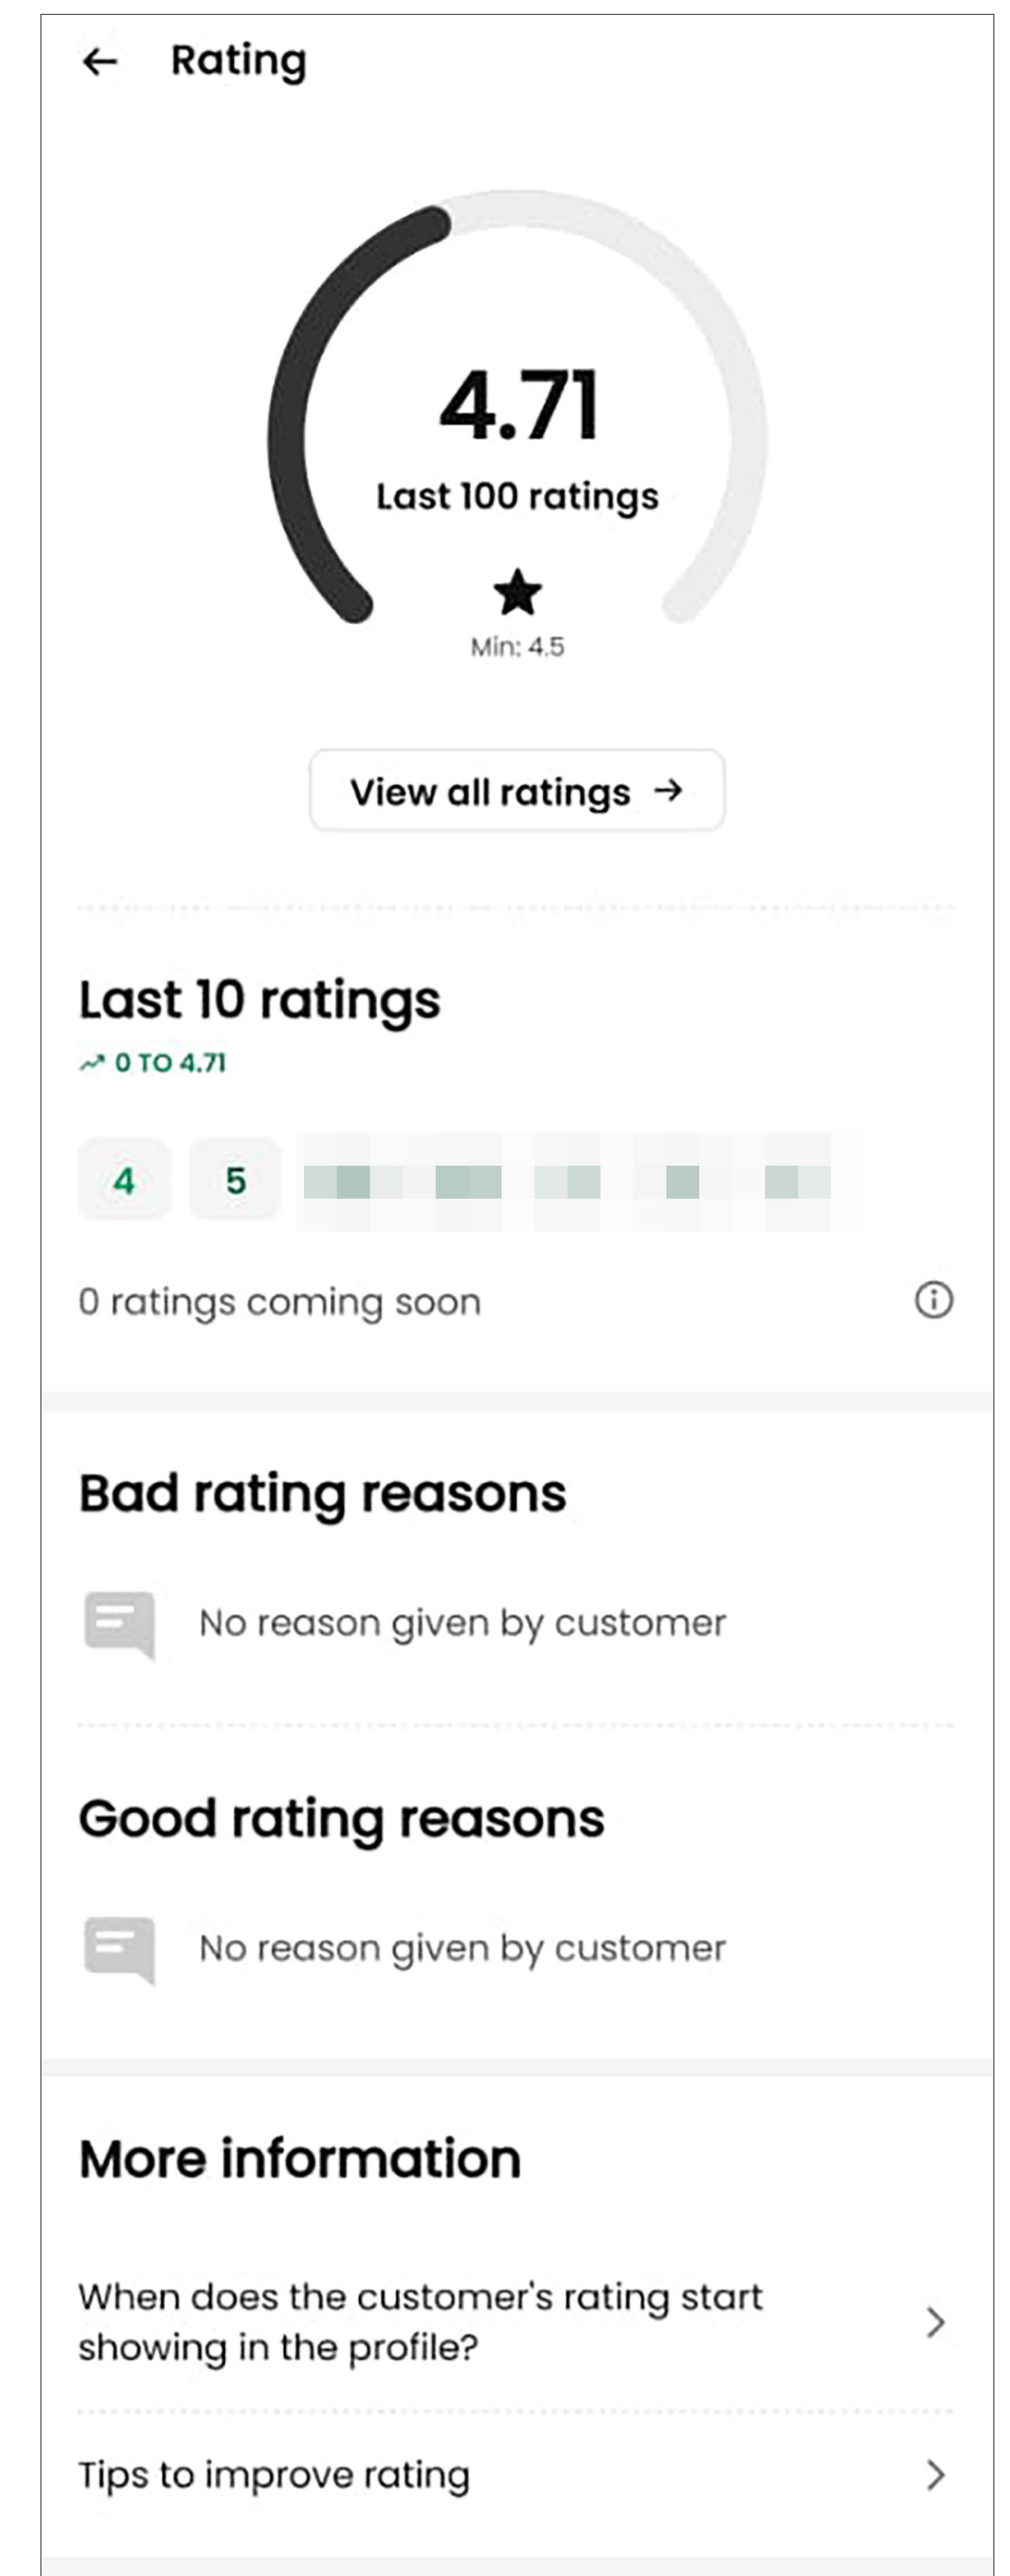 Rating
4.71
Last 100 ratings
Min: 4.5
View all ratings
Last 10 ratings
0 TO 4.71
4 5
0 ratings coming soon
Bad rating reasons
No reason given by customer
Good rating reasons
No reason given by customer
More information
When does the customer's rating start
showing in the profile?
Tips to improve rating